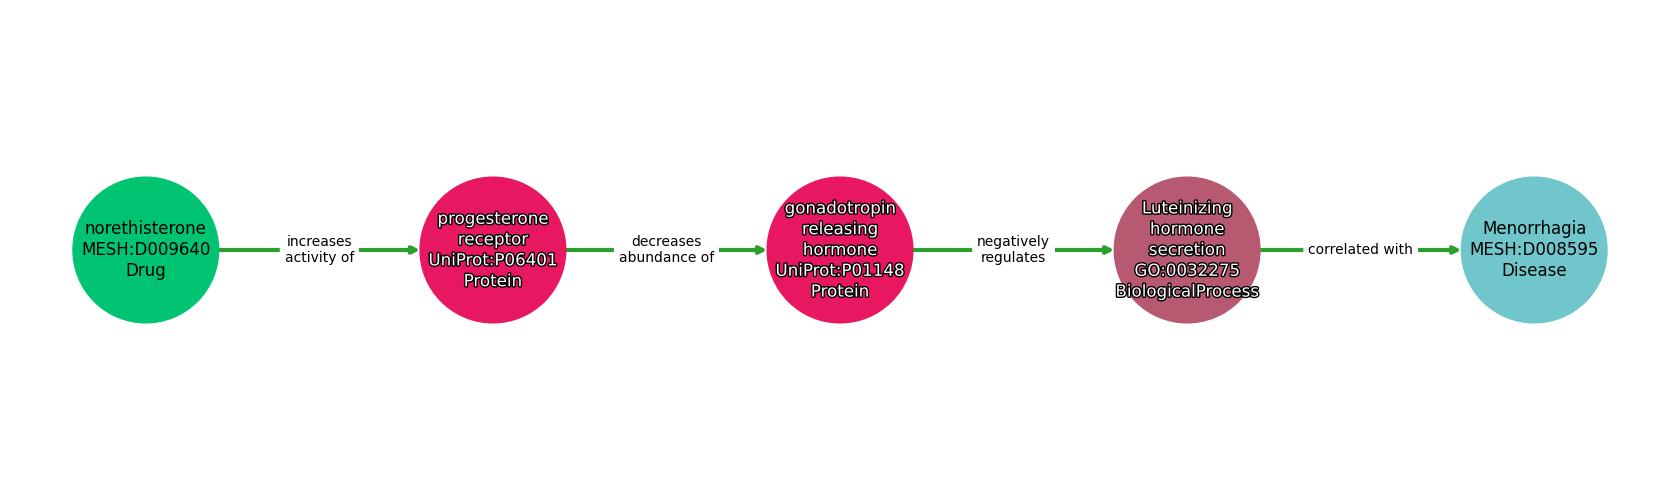 norethisterone
MESH:D009640
Drug
increases
activity of
progesterone
receptor
UniProt:P06401
Protein
decreases
abundance of
gonadotropin
releasing
hormone
UniProt:P01148
Protein
negatively
regulates
Luteinizing
hormone
secretion
GO:0032275
BiologicalProcess
correlated with
Menorrhagia
MESH:D008595
Disease